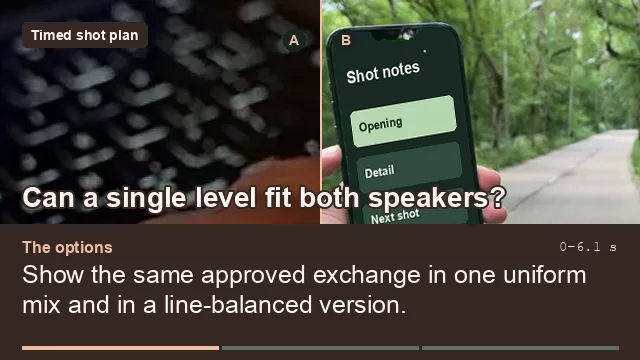 Timed shot plan
A
B
Shot notes
Opening
Detail
Next shot
Can a single level fit both speakers?
The options
0–6.1 s
Show the same approved exchange in one uniform
mix and in a line-balanced version.